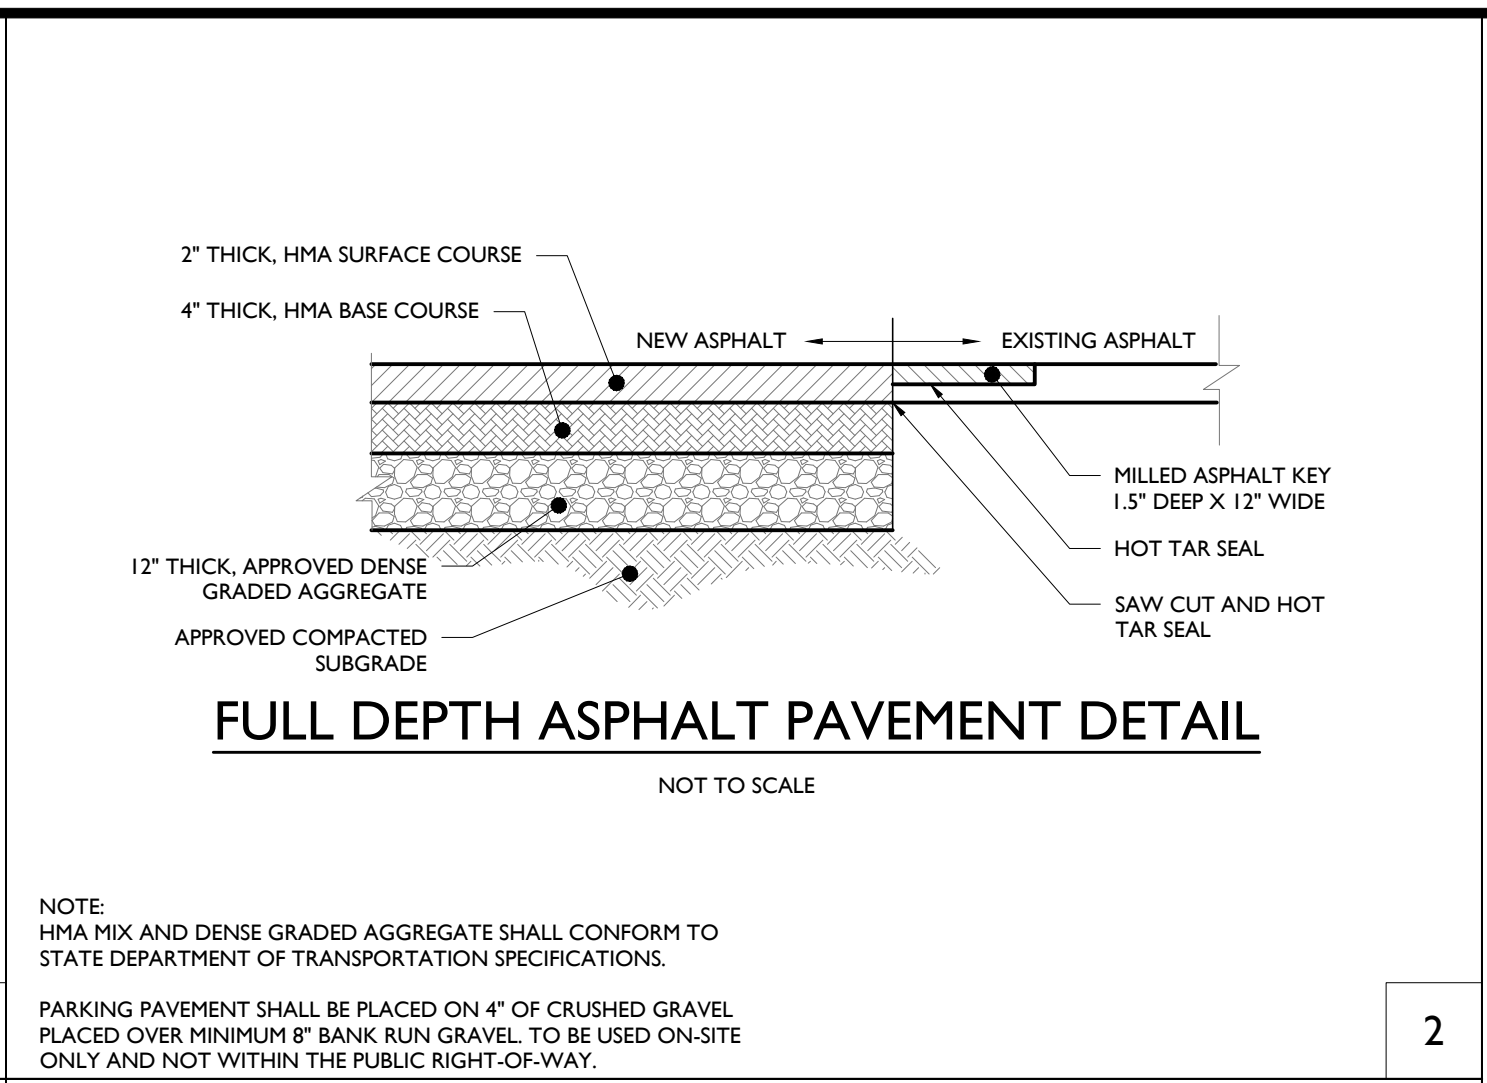 2" THICK, HMA SURFACE COURSE
4" THICK, HMA BASE COURSE
NEW ASPHALT
EXISTING ASPHALT
MILLED ASPHALT KEY
1.5" DEEP X 12" WIDE
HOT TAR SEAL
SAW CUT AND HOT
TAR SEAL
12" THICK, APPROVED DENSE
GRADED AGGREGATE
APPROVED COMPACTED
SUBGRADE
FULL DEPTH ASPHALT PAVEMENT DETAIL
NOT TO SCALE
NOTE:
HMA MIX AND DENSE GRADED AGGREGATE SHALL CONFORM TO
STATE DEPARTMENT OF TRANSPORTATION SPECIFICATIONS.
PARKING PAVEMENT SHALL BE PLACED ON 4" OF CRUSHED GRAVEL
PLACED OVER MINIMUM 8" BANK RUN GRAVEL. TO BE USED ON-SITE
ONLY AND NOT WITHIN THE PUBLIC RIGHT-OF-WAY.
2